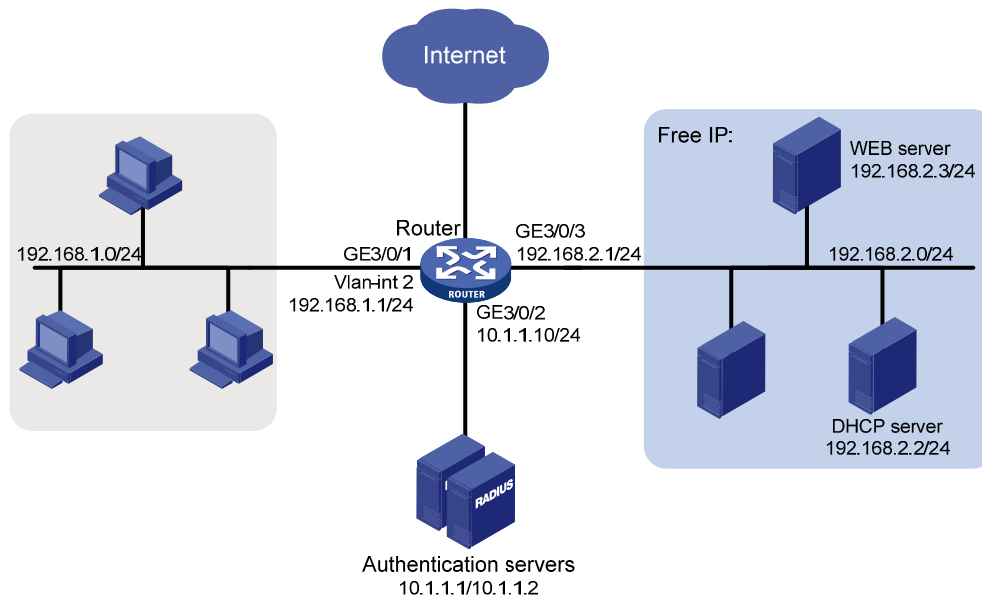 Internet
Free IP:
WEB server
192.168.2.3/24
Router
GE3/0/3
192.168.1.0/24
GE3/0/1
192.168.2.1/24
192.168.2.0/24
Vlan-int 2
ROUTER
192.168.1.1/24
GE3/0/2
10.1.1.10/24
DHCP server
192.168.2.2/24
RADIUS
Authentication servers
10.1.1.1/10.1.1.2